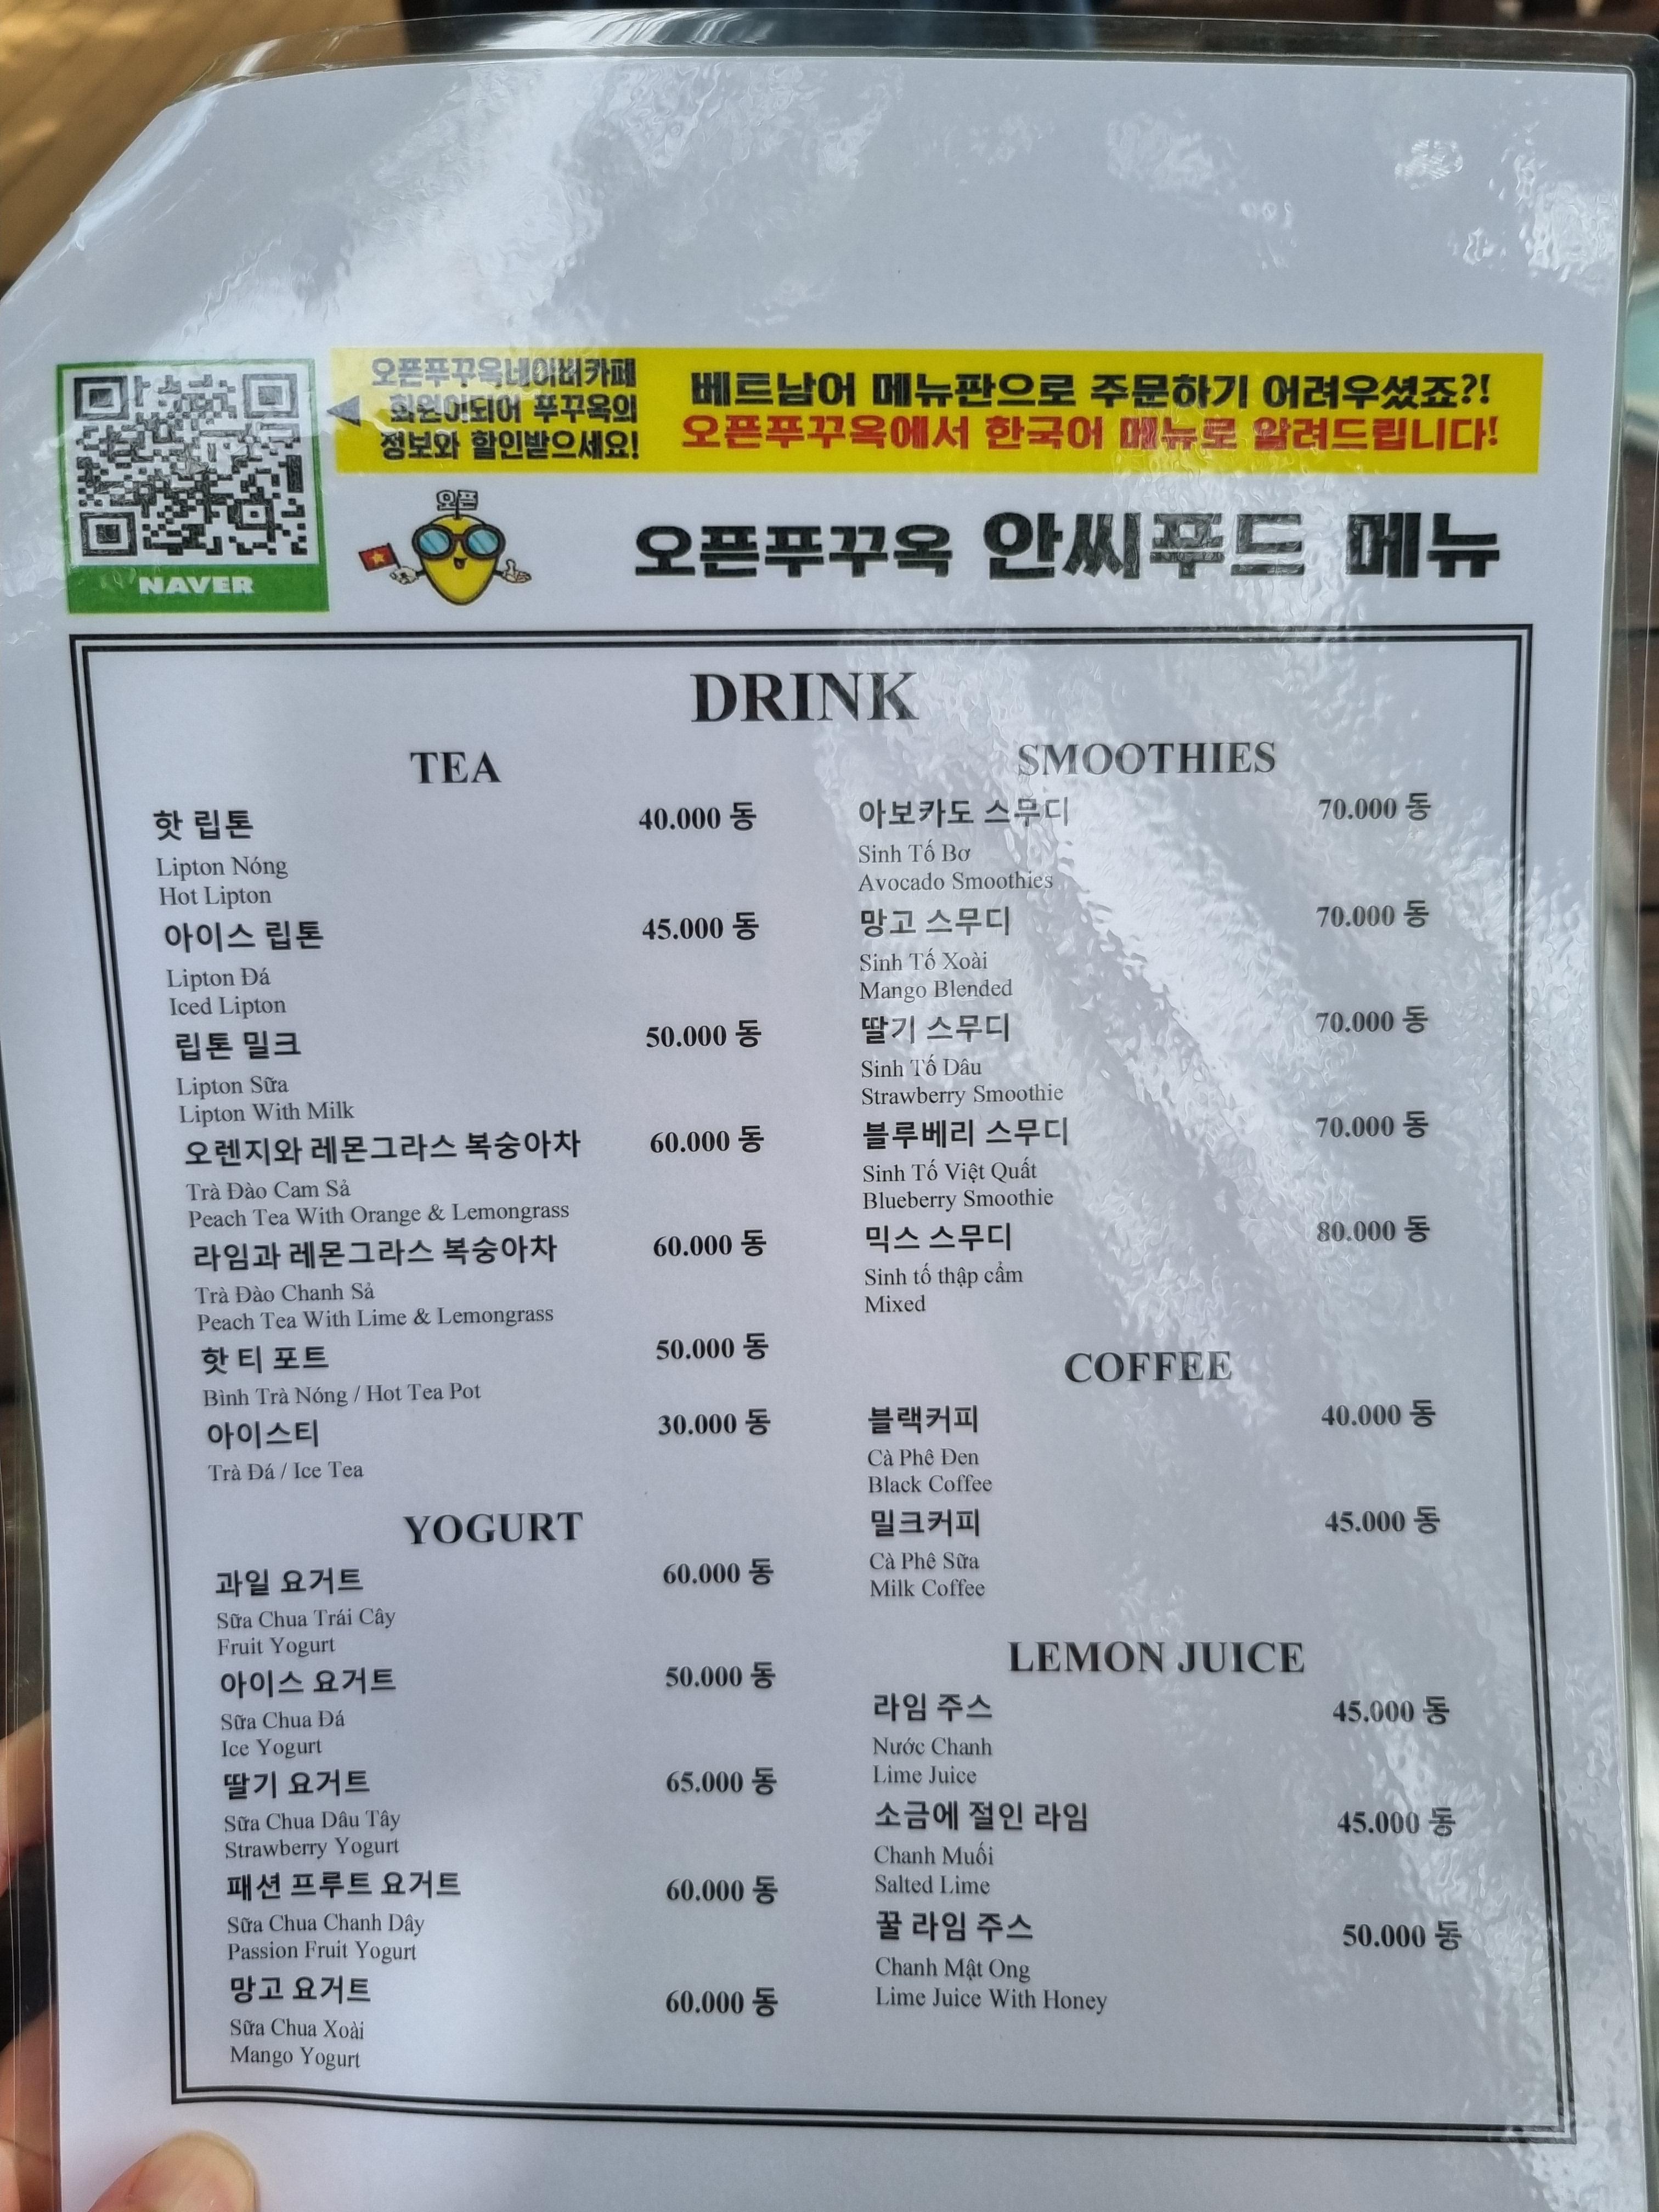 오픈푸꾸옥네이버카페
회원이되어 푸꾸옥의
정보와 할인받으세요!
베트남어 메뉴판으로 주문하기 어려우셨죠?!
오픈푸꾸옥에서 한국어 메뉴로 알려드립니다!
NAVER
오픈
오픈푸꾸옥 안씨푸드 메뉴
DRINK
TEA
핫 립톤 40.000 동
Lipton Nóng
Hot Lipton
아이스 립톤 45.000 동
Lipton Đá
Iced Lipton
립톤 밀크 50.000 동
Lipton Sữa
Lipton With Milk
오렌지와 레몬그라스 복숭아차 60.000 동
Trà Đào Cam Sả
Peach Tea With Orange & Lemongrass
라임과 레몬그라스 복숭아차 60.000 동
Trà Đào Chanh Sả
Peach Tea With Lime & Lemongrass
핫 티 포트 50.000 동
Bình Trà Nóng / Hot Tea Pot
아이스티 30.000 동
Trà Đá / Ice Tea
YOGURT
과일 요거트 60.000 동
Sữa Chua Trái Cây
Fruit Yogurt
아이스 요거트 50.000 동
Sữa Chua Đá
Ice Yogurt
딸기 요거트 65.000 동
Sữa Chua Dâu Tây
Strawberry Yogurt
패션 프루트 요거트 60.000 동
Sữa Chua Chanh Dây
Passion Fruit Yogurt
망고 요거트 60.000 동
Sữa Chua Xoài
Mango Yogurt
SMOOTHIES
아보카도 스무디 70.000 동
Sinh Tố Bơ
Avocado Smoothies
망고 스무디 70.000 동
Sinh Tố Xoài
Mango Blended
딸기 스무디 70.000 동
Sinh Tố Dâu
Strawberry Smoothie
블루베리 스무디 70.000 동
Sinh Tố Việt Quất
Blueberry Smoothie
믹스 스무디 80.000 동
Sinh tố thập cẩm
Mixed
COFFEE
블랙커피 40.000 동
Cà Phê Đen
Black Coffee
밀크커피 45.000 동
Cà Phê Sữa
Milk Coffee
LEMON JUICE
라임 주스 45.000 동
Nước Chanh
Lime Juice
소금에 절인 라임 45.000 동
Chanh Muối
Salted Lime
꿀 라임 주스 50.000 동
Chanh Mật Ong
Lime Juice With Honey